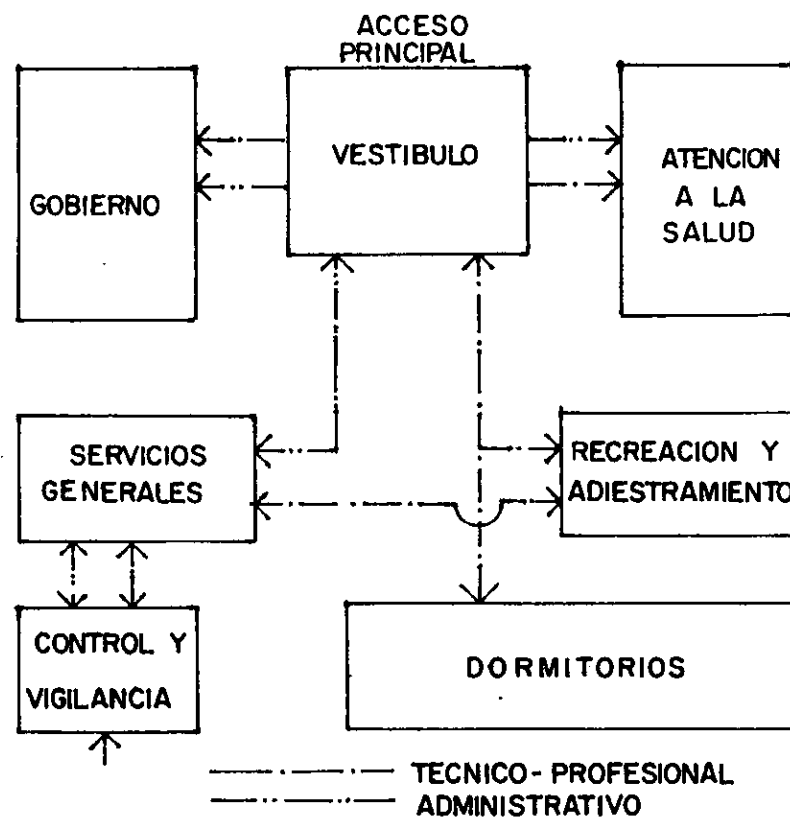 ACCESO
PRINCIPAL
GOBIERNO
VESTIBULO
ATENCION
A LA
SALUD
SERVICIOS
GENERALES
RECREACION Y
ADIESTRAMIENTO
CONTROL Y
VIGILANCIA
DORMITORIOS
TECNICO - PROFESIONAL
ADMINISTRATIVO